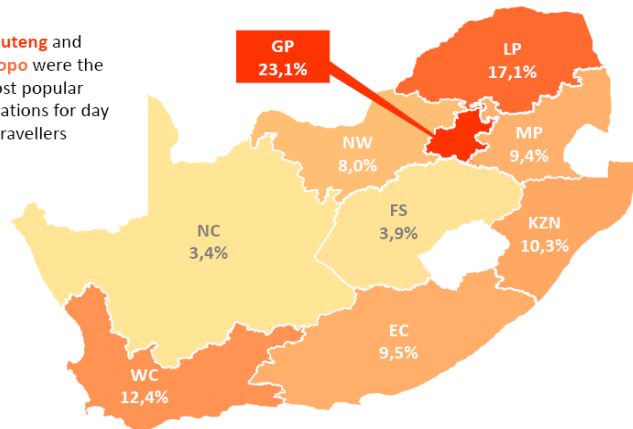 uteng and
opo were the
st popular
ations for day
ravellers
GP
23,1%
LP
17,1%
NW
8,0%
MP
9,4%
FS
3,9%
NC
3,4%
KZN
10,3%
EC
9,5%
WC
12,4%